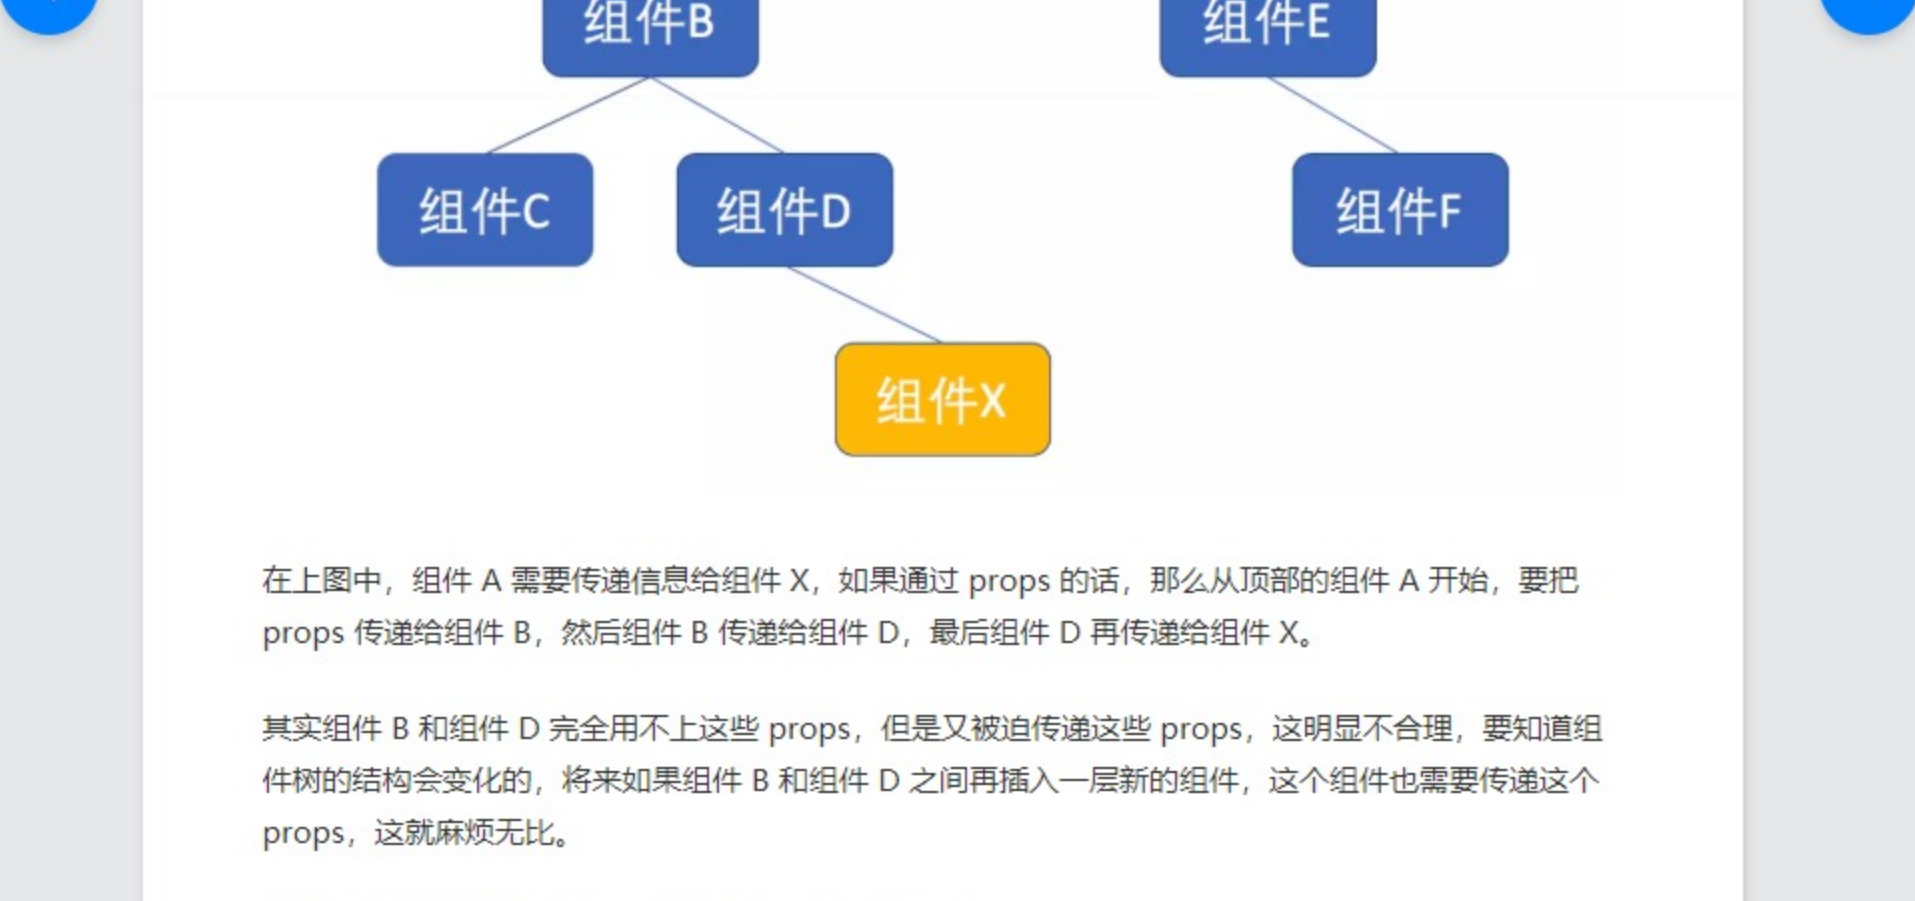 组件B
组件E
组件C
组件D
组件F
组件X
在上图中，组件 A 需要传递信息给组件 X，如果通过 props 的话，那么从顶部的组件 A 开始，要把
props 传递给组件 B，然后组件 B 传递给组件 D，最后组件 D 再传递给组件 X。
其实组件 B 和组件 D 完全用不上这些 props，但是又被迫传递这些 props，这明显不合理，要知道组
件树的结构会变化的，将来如果组件 B 和组件 D 之间再插入一层新的组件，这个组件也需要传递这个
props，这就麻烦无比。